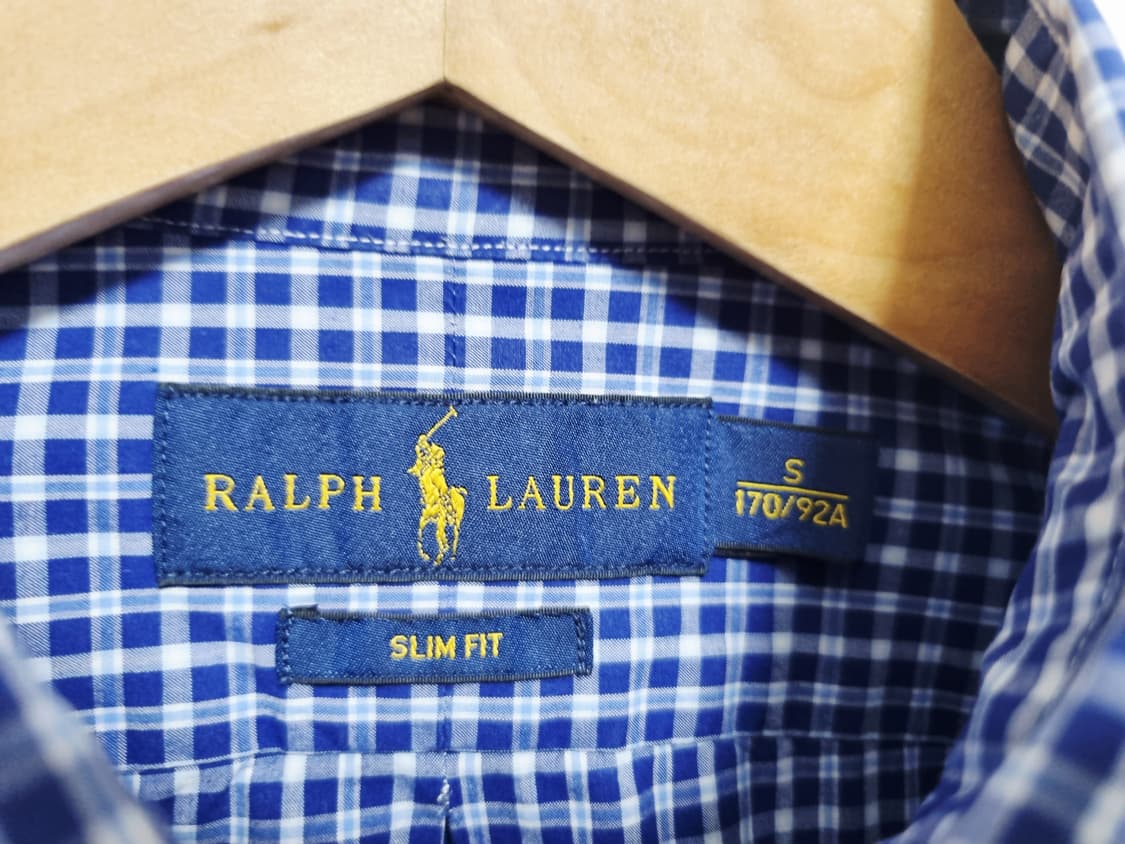 RALPH LAUREN
S
170/92A
SLIM FIT